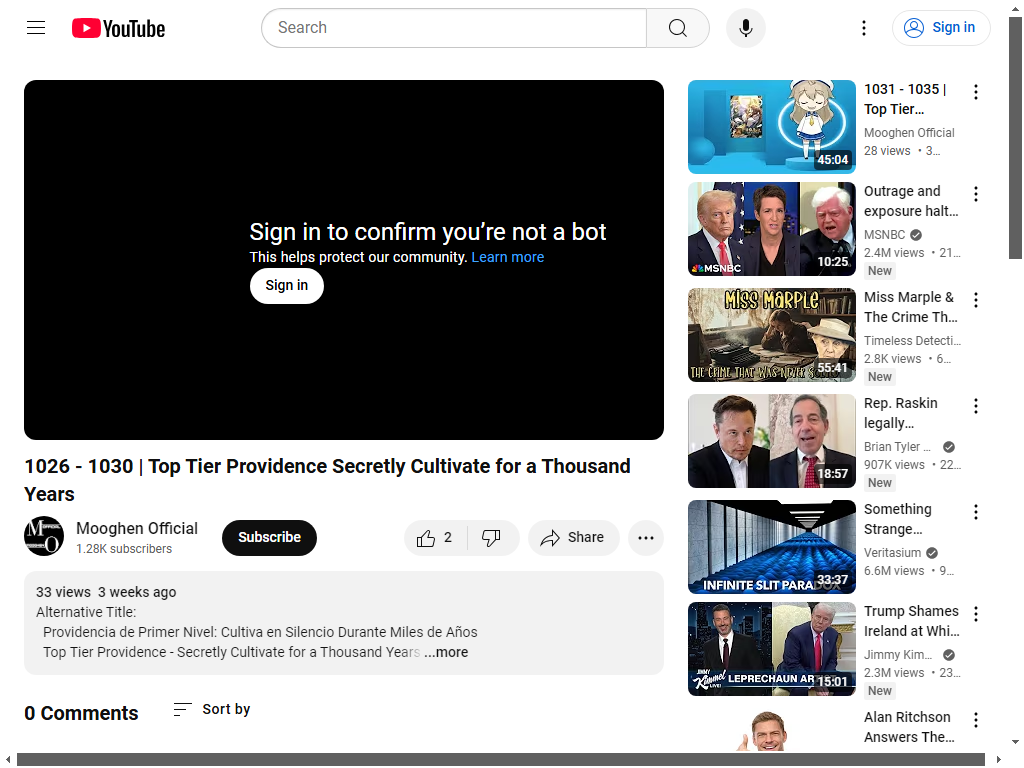 YouTube
Search
Sign in
Sign in to confirm you’re not a bot
This helps protect our community. Learn more
Sign in
1026 - 1030 | Top Tier Providence Secretly Cultivate for a Thousand
Years
Mooghen Official
1.28K subscribers
Subscribe
2
Share
33 views 3 weeks ago
Alternative Title:
Providencia de Primer Nivel: Cultiva en Silencio Durante Miles de Años
Top Tier Providence - Secretly Cultivate for a Thousand Years ...more
0 Comments
Sort by
45:04
1031 - 1035 |
Top Tier…
Mooghen Official
28 views • 3…
MSNBC
10:25
Outrage and
exposure halt…
MSNBC
2.4M views • 21…
New
MISS MARPLE
THE CRIME THAT WAS NEVER
55:41
Miss Marple &
The Crime Th…
Timeless Detecti…
2.8K views • 6…
New
18:57
Rep. Raskin
legally…
Brian Tyler …
907K views • 22…
New
INFINITE SLIT PARADOX
33:37
Something
Strange…
Veritasium
6.6M views • 9…
JIMMY
Kimmel
LIVE!
LEPRECHAUN AR
15:01
Trump Shames
Ireland at Whi…
Jimmy Kim…
2.3M views • 23…
New
Alan Ritchson
Answers The…